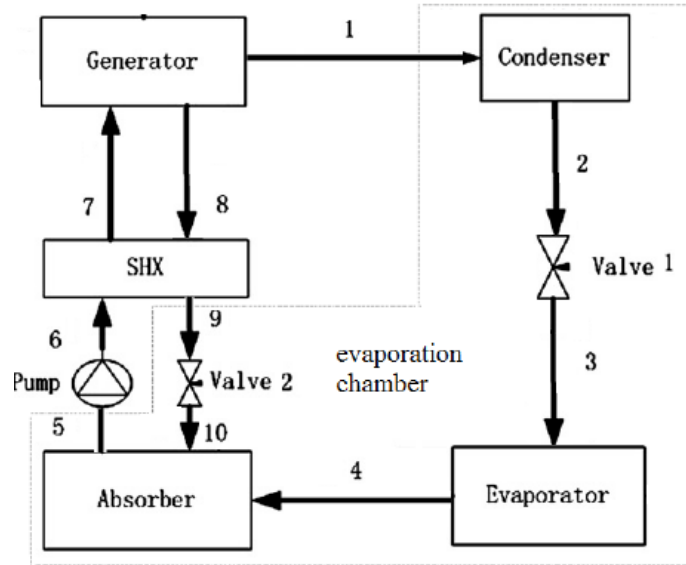 1
Generator
Condenser
2
7
8
SHX
Valve 1
9
6
evaporation
chamber
3
Pump
Valve 2
5
10
4
Absorber
Evaporator